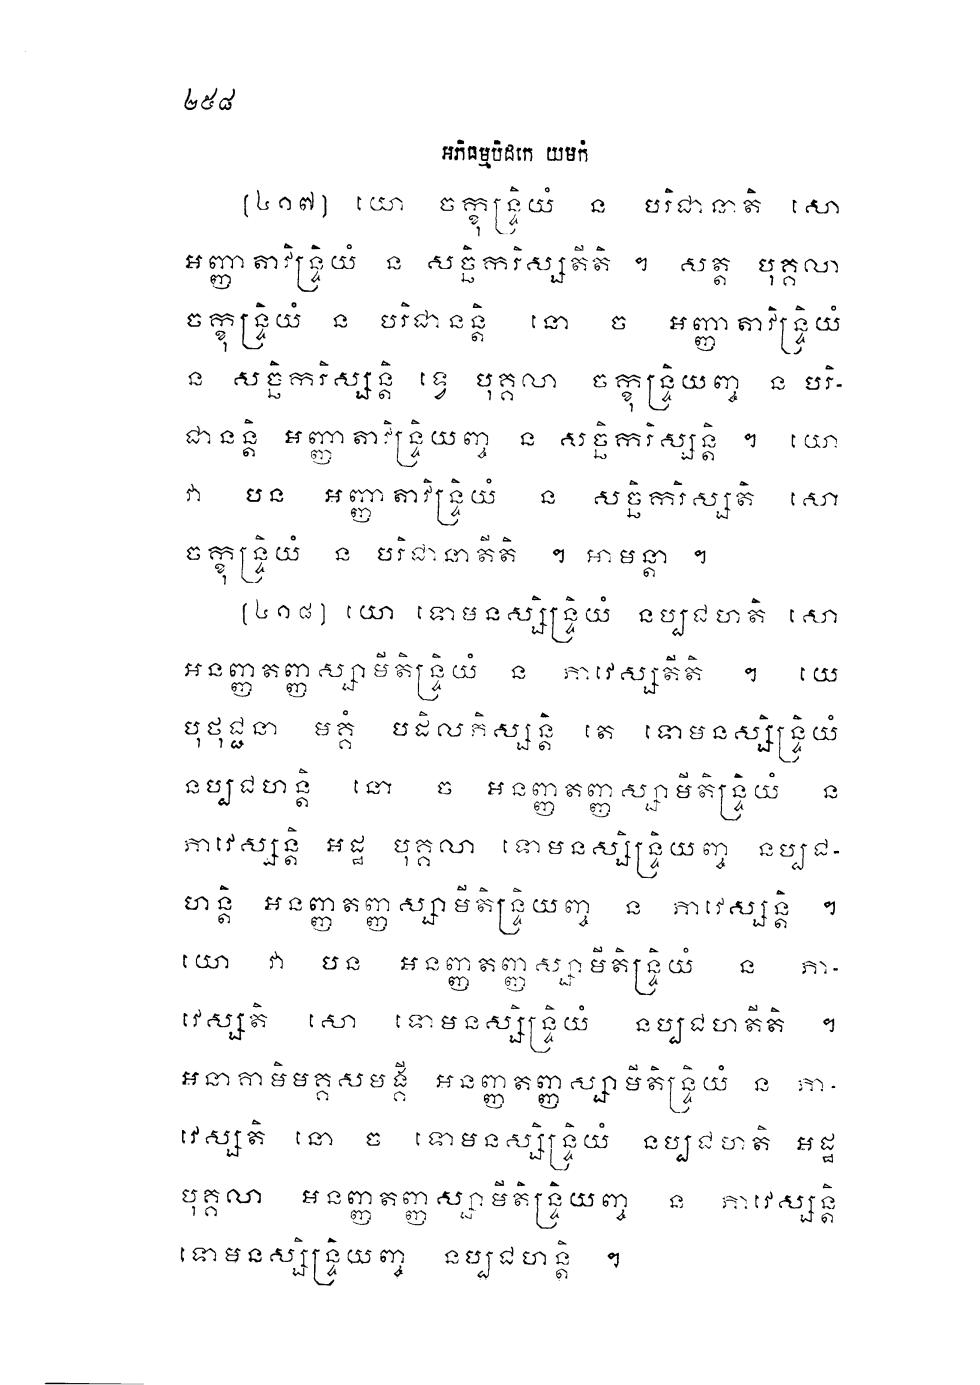 ២៥៨
អភិធម្មបិដកេ យមកំ
[៤១៧] យោ ចក្ខុន្ទ្រិយំ ន បរិជានាតិ សោ
អញ្ញាតាវិន្ទ្រិយំ ន សច្ឆិករិស្សតីតិ ។ សត្ត បុគ្គលា
ចក្ខុន្ទ្រិយំ ន បរិជានន្តិ នោ ច អញ្ញាតាវិន្ទ្រិយំ
ន សច្ឆិករិស្សន្តិ ទ្វេ បុគ្គលា ចក្ខុន្ទ្រិយញ្ច ន បរិ-
ជានន្តិ អញ្ញាតាវិន្ទ្រិយញ្ច ន សច្ឆិករិស្សន្តិ ។ យោ
វា បន អញ្ញាតាវិន្ទ្រិយំ ន សច្ឆិករិស្សតិ សោ
ចក្ខុន្ទ្រិយំ ន បរិជានាតីតិ ។ អាមន្តា ។
[៤១៨] យោ ទោមនស្សិន្ទ្រិយំ នប្បជហតិ សោ
អនញ្ញតញ្ញស្សាមីតិន្ទ្រិយំ ន ភាវេស្សតីតិ ។ យេ
បុថុជ្ជនា មគ្គំ បដិលភិស្សន្តិ តេ ទោមនស្សិន្ទ្រិយំ
នប្បជហន្តិ នោ ច អនញ្ញតញ្ញស្សាមីតិន្ទ្រិយំ ន
ភាវេស្សន្តិ អដ្ឋ បុគ្គលា ទោមនស្សិន្ទ្រិយញ្ច នប្បជ-
ហន្តិ អនញ្ញតញ្ញស្សាមីតិន្ទ្រិយញ្ច ន ភាវេស្សន្តិ ។
យោ វា បន អនញ្ញតញ្ញស្សាមីតិន្ទ្រិយំ ន ភា-
វេស្សតិ សោ ទោមនស្សិន្ទ្រិយំ នប្បជហតីតិ ។
អនាគាមិមគ្គសមង្គី អនញ្ញតញ្ញស្សាមីតិន្ទ្រិយំ ន ភា-
វេស្សតិ នោ ច ទោមនស្សិន្ទ្រិយំ នប្បជហតិ អដ្ឋ
បុគ្គលា អនញ្ញតញ្ញស្សាមីតិន្ទ្រិយញ្ច ន ភាវេស្សន្តិ
ទោមនស្សិន្ទ្រិយញ្ច នប្បជហន្តិ ។